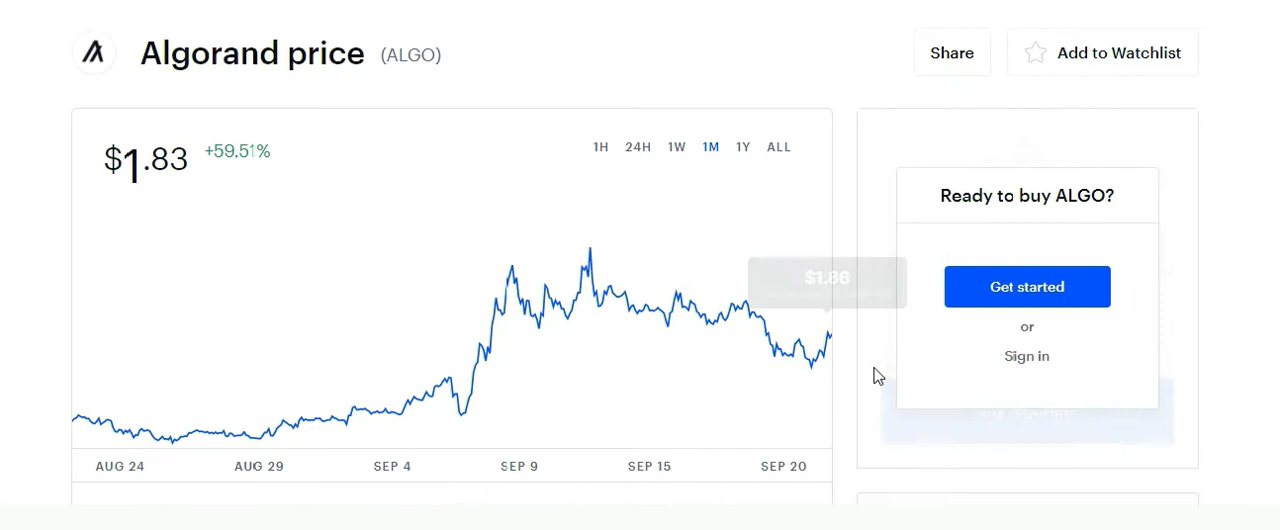 Algorand price (ALGO)
Share
Add to Watchlist
$1.83 +59.51%
1H 24H 1W 1M 1Y ALL
Ready to buy ALGO?
$1.86
Get started
or
Sign in
AUG 24 AUG 29 SEP 4 SEP 9 SEP 15 SEP 20